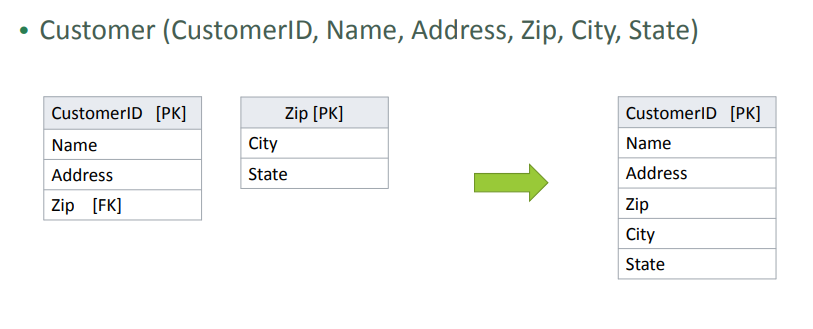 • Customer (CustomerID, Name, Address, Zip, City, State)
CustomerID [PK]
Name
Address
Zip [FK]
Zip [PK]
City
State
CustomerID [PK]
Name
Address
Zip
City
State